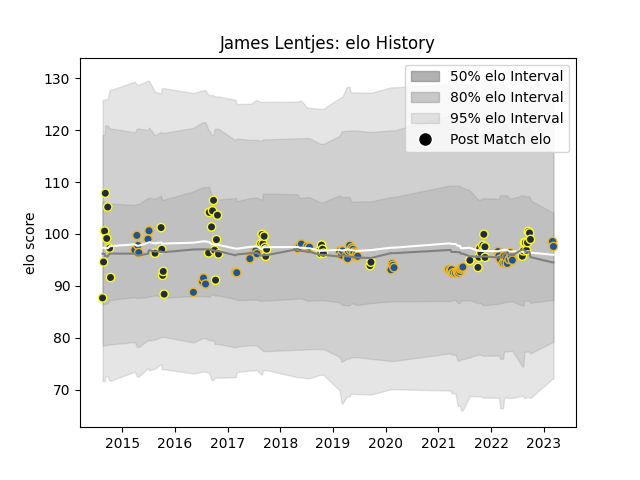 James Lentjes: elo History
130
120
110
100
90
80
70
elo score
50% elo Interval
80% elo Interval
95% elo Interval
Post Match elo
2015 2016 2017 2018 2019 2020 2021 2022 2023